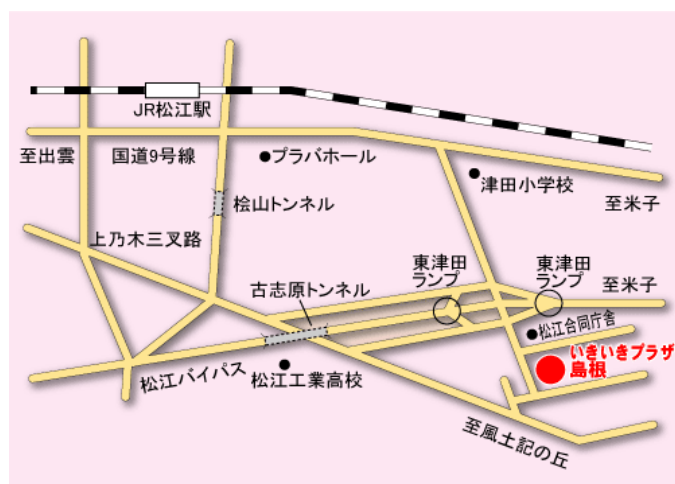 JR松江駅
至出雲
国道9号線
プラバホール
津田小学校
桧山トンネル
至米子
上乃木三叉路
東津田
ランプ
東津田
ランプ
古志原トンネル
至米子
松江合同庁舎
いきいきプラザ
島根
松江バイパス
松江工業高校
至風土記の丘